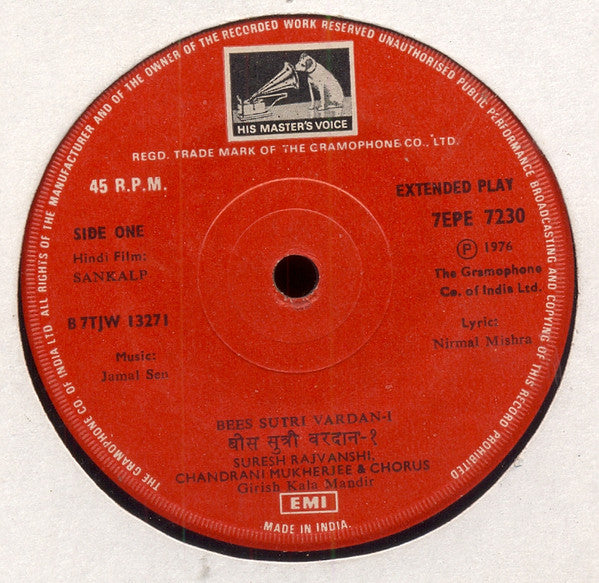 THE GRAMOPHONE CO. OF INDIA LTD. ALL RIGHTS OF THE MANUFACTURER AND OF THE OWNER OF THE RECORDED WORK RESERVED UNAUTHORISED PUBLIC PERFORMANCE BROADCASTING AND COPYING OF THIS RECORD PROHIBITED
HIS MASTER'S VOICE
REGD. TRADE MARK OF THE GRAMOPHONE CO., LTD.
45 R.P.M.
EXTENDED PLAY
7EPE 7230
SIDE ONE
Ⓟ 1976
Hindi Film:
SANKALP
The Gramophone
Co. of India Ltd.
B 7TJW 13271
Lyric:
Nirmal Mishra
Music:
Jamal Sen
BEES SUTRI VARDAN-I
बीस सुत्री वरदान-१
SURESH RAJVANSHI,
CHANDRANI MUKHERJEE & CHORUS
Girish Kala Mandir
EMI
MADE IN INDIA.